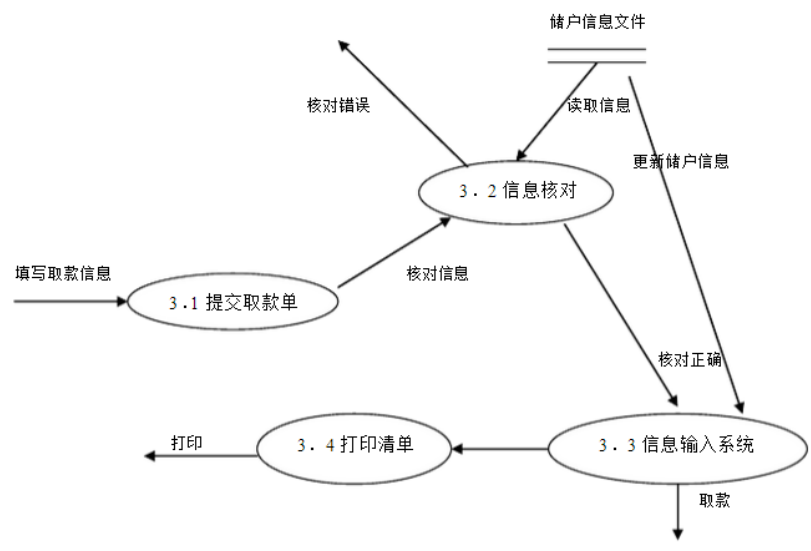 储户信息文件
核对错误
读取信息
更新储户信息
3．2信息核对
填写取款信息
核对信息
3.1提交取款单
核对正确
打印
3．4打印清单
3．3信息输入系统
取款